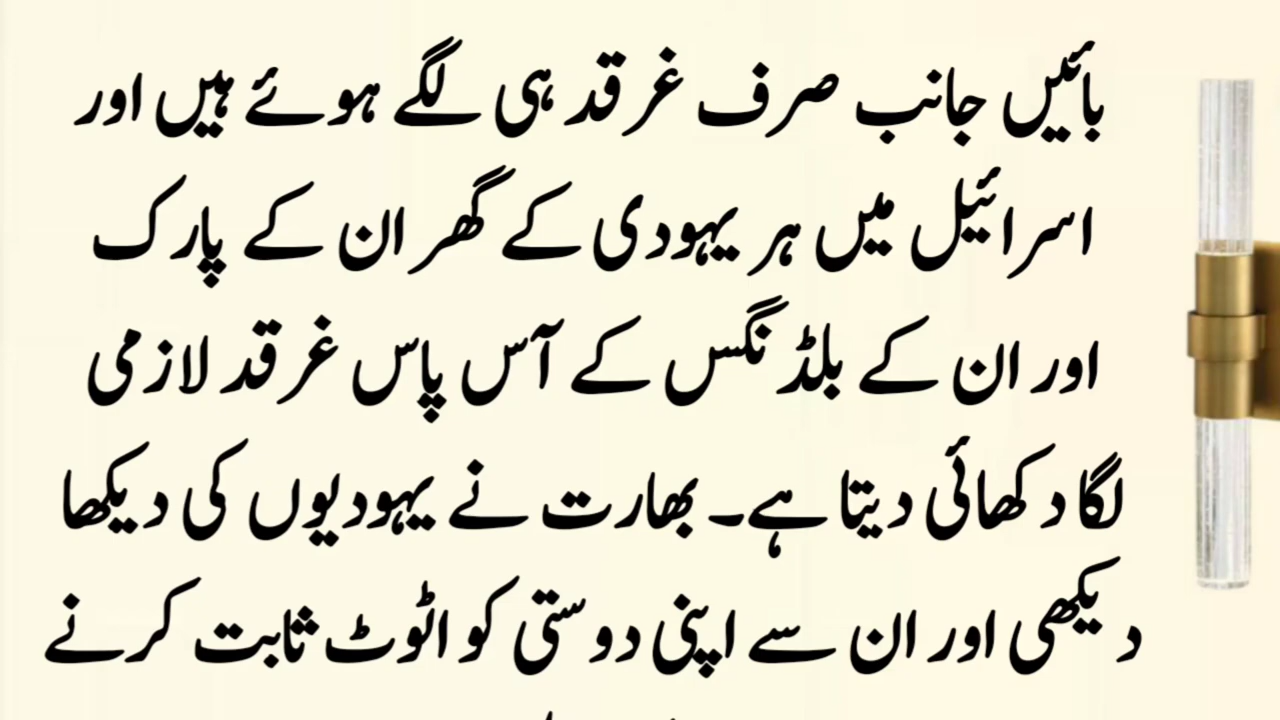 بائیں جانب صرف غرقد ہی لگے ہوئے ہیں اور
اسرائیل میں ہر یہودی کے گھر ان کے پارک
اور ان کے بلڈنگس کے آس پاس غرقد لازمی
لگا دکھائی دیتا ہے۔ بھارت نے یہودیوں کی دیکھا
دیکھی اور ان سے اپنی دوستی کو اٹوٹ ثابت کرنے